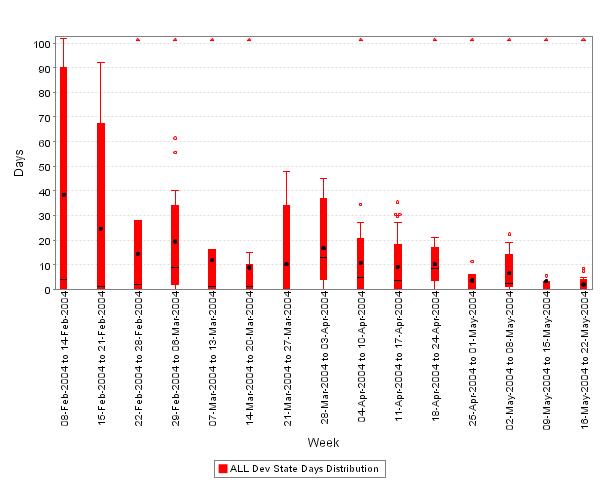 100
90
80
70
60
50
40
30
20
10
0
Days
08-Feb-2004 to 14-Feb-2004
15-Feb-2004 to 21-Feb-2004
22-Feb-2004 to 28-Feb-2004
29-Feb-2004 to 06-Mar-2004
07-Mar-2004 to 13-Mar-2004
14-Mar-2004 to 20-Mar-2004
21-Mar-2004 to 27-Mar-2004
28-Mar-2004 to 03-Apr-2004
04-Apr-2004 to 10-Apr-2004
11-Apr-2004 to 17-Apr-2004
18-Apr-2004 to 24-Apr-2004
25-Apr-2004 to 01-May-2004
02-May-2004 to 08-May-2004
09-May-2004 to 15-May-2004
16-May-2004 to 22-May-2004
Week
ALL Dev State Days Distribution